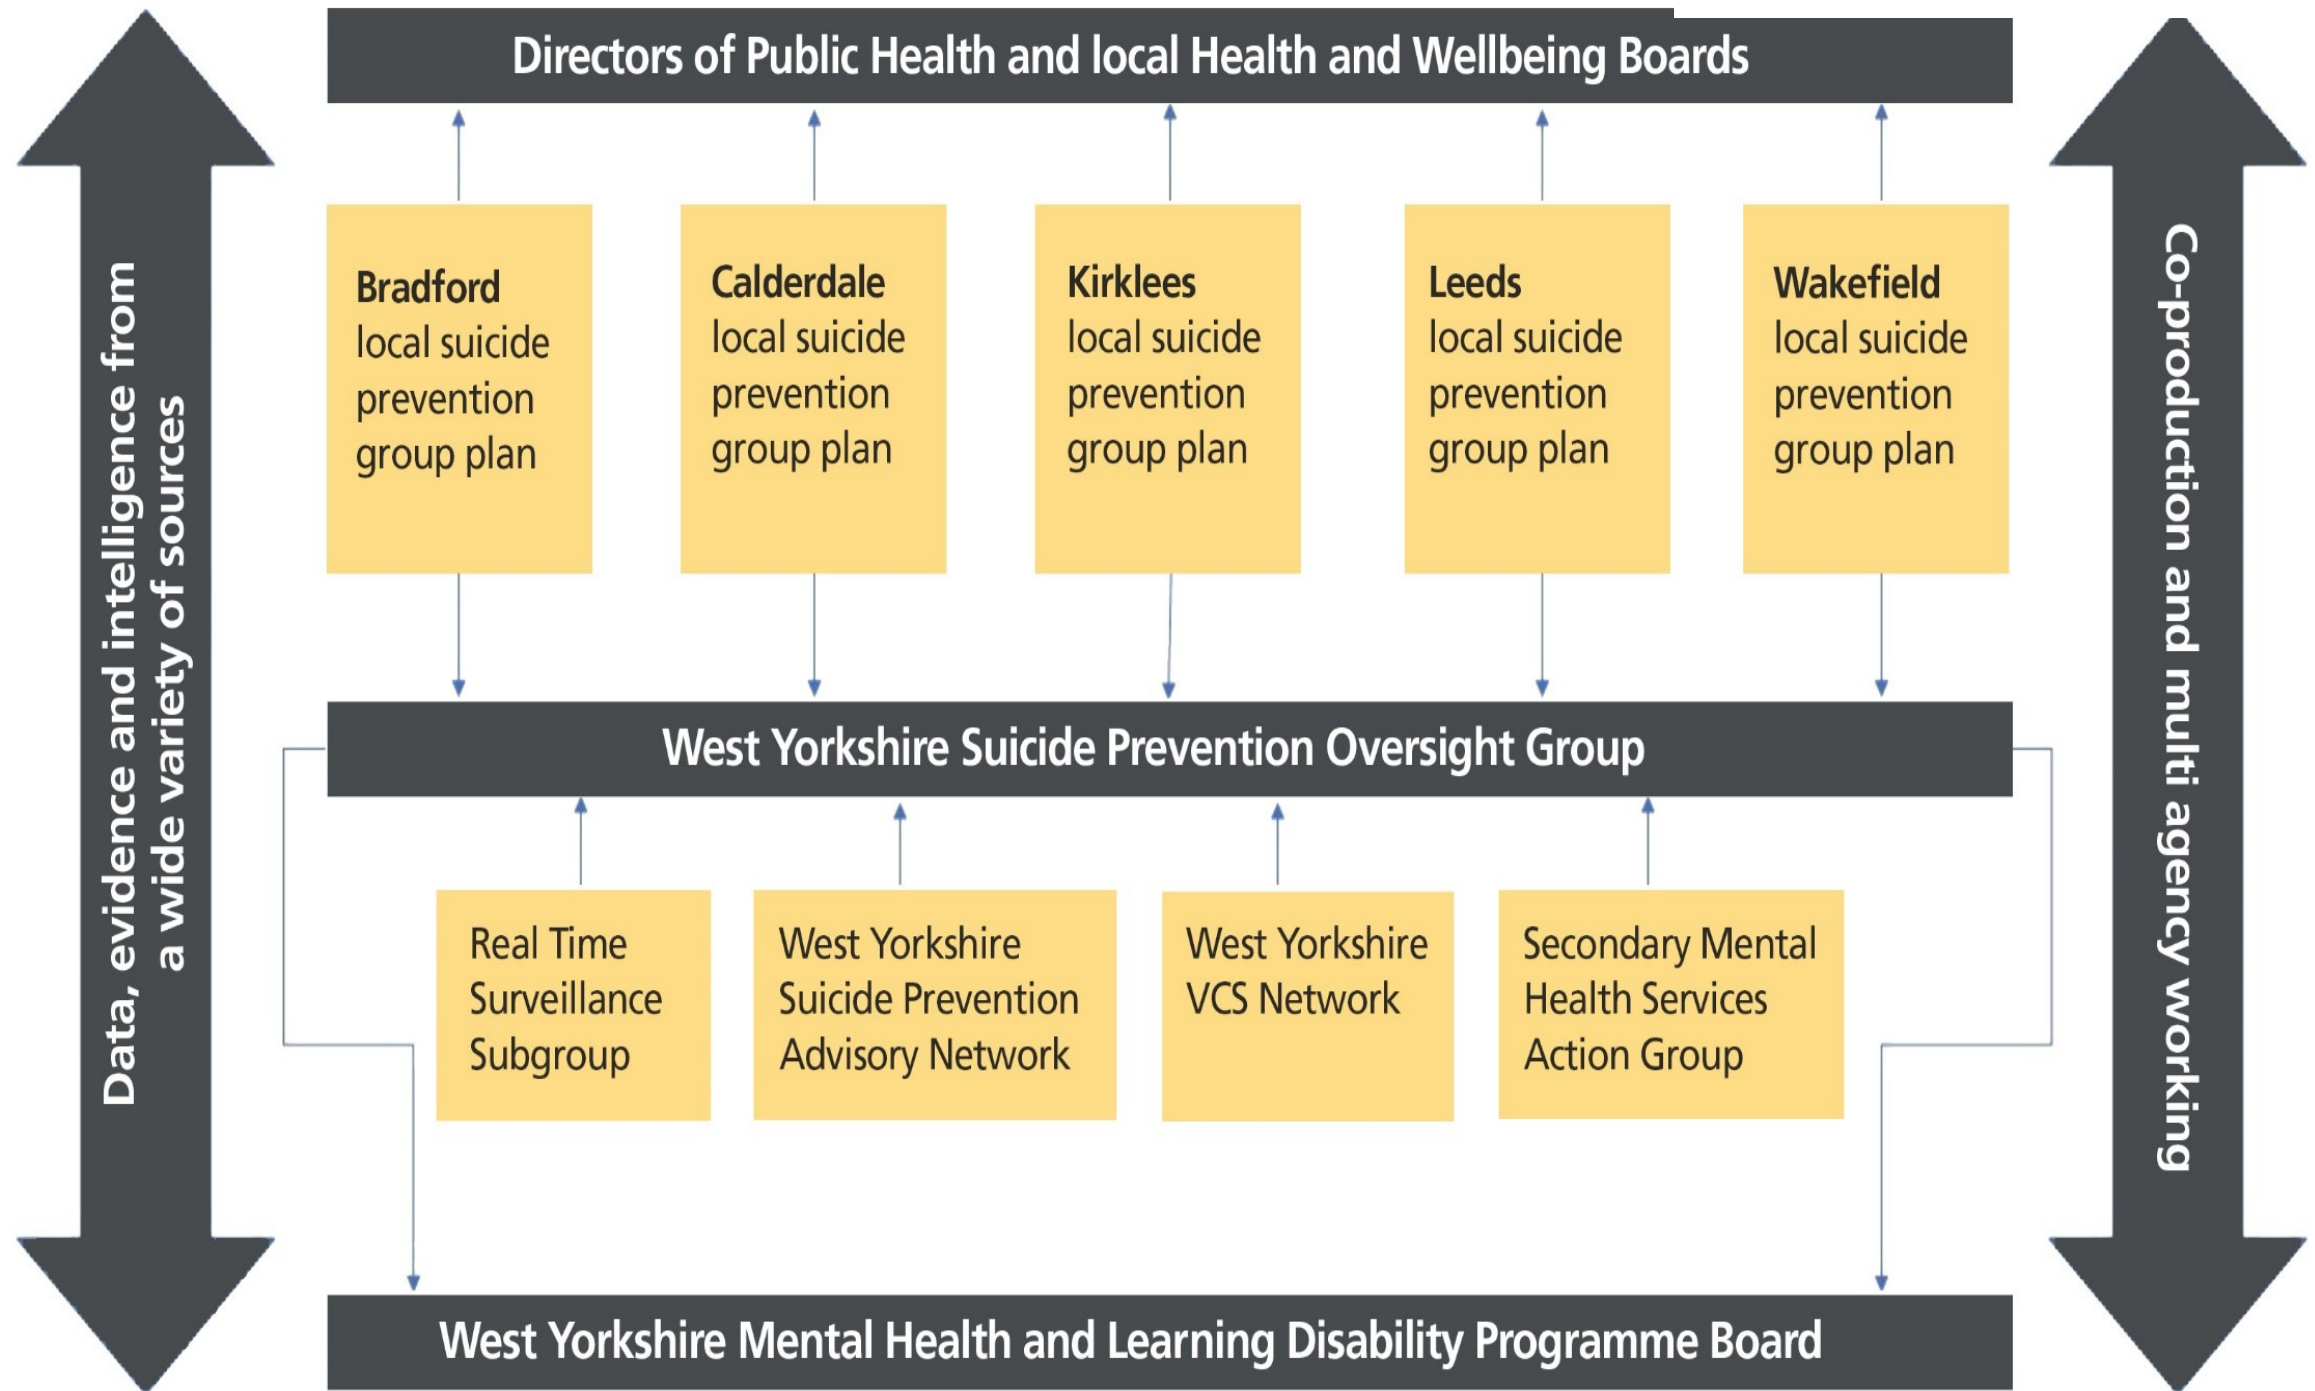 Directors of Public Health and local Health and Wellbeing Boards
Data, evidence and intelligence from
a wide variety of sources
Bradford
local suicide
prevention
group plan
Calderdale
local suicide
prevention
group plan
Kirklees
local suicide
prevention
group plan
Leeds
local suicide
prevention
group plan
Wakefield
local suicide
prevention
group plan
Co-production and multi agency working
West Yorkshire Suicide Prevention Oversight Group
Real Time
Surveillance
Subgroup
West Yorkshire
Suicide Prevention
Advisory Network
West Yorkshire
VCS Network
Secondary Mental
Health Services
Action Group
West Yorkshire Mental Health and Learning Disability Programme Board